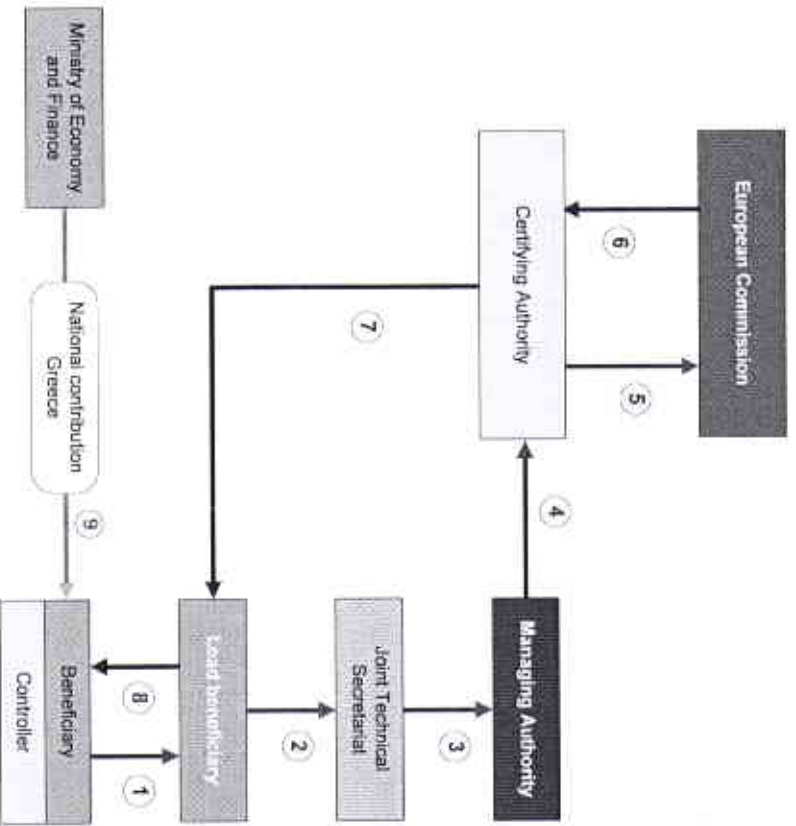 European Commission
6
5
Certifying Authority
7
4
Managing Authority
3
Joint Technical
Secretariat
2
Lead beneficiary
8
1
Ministry of Economy
and Finance
National contribution
Greece
9
Beneficiary
Controller